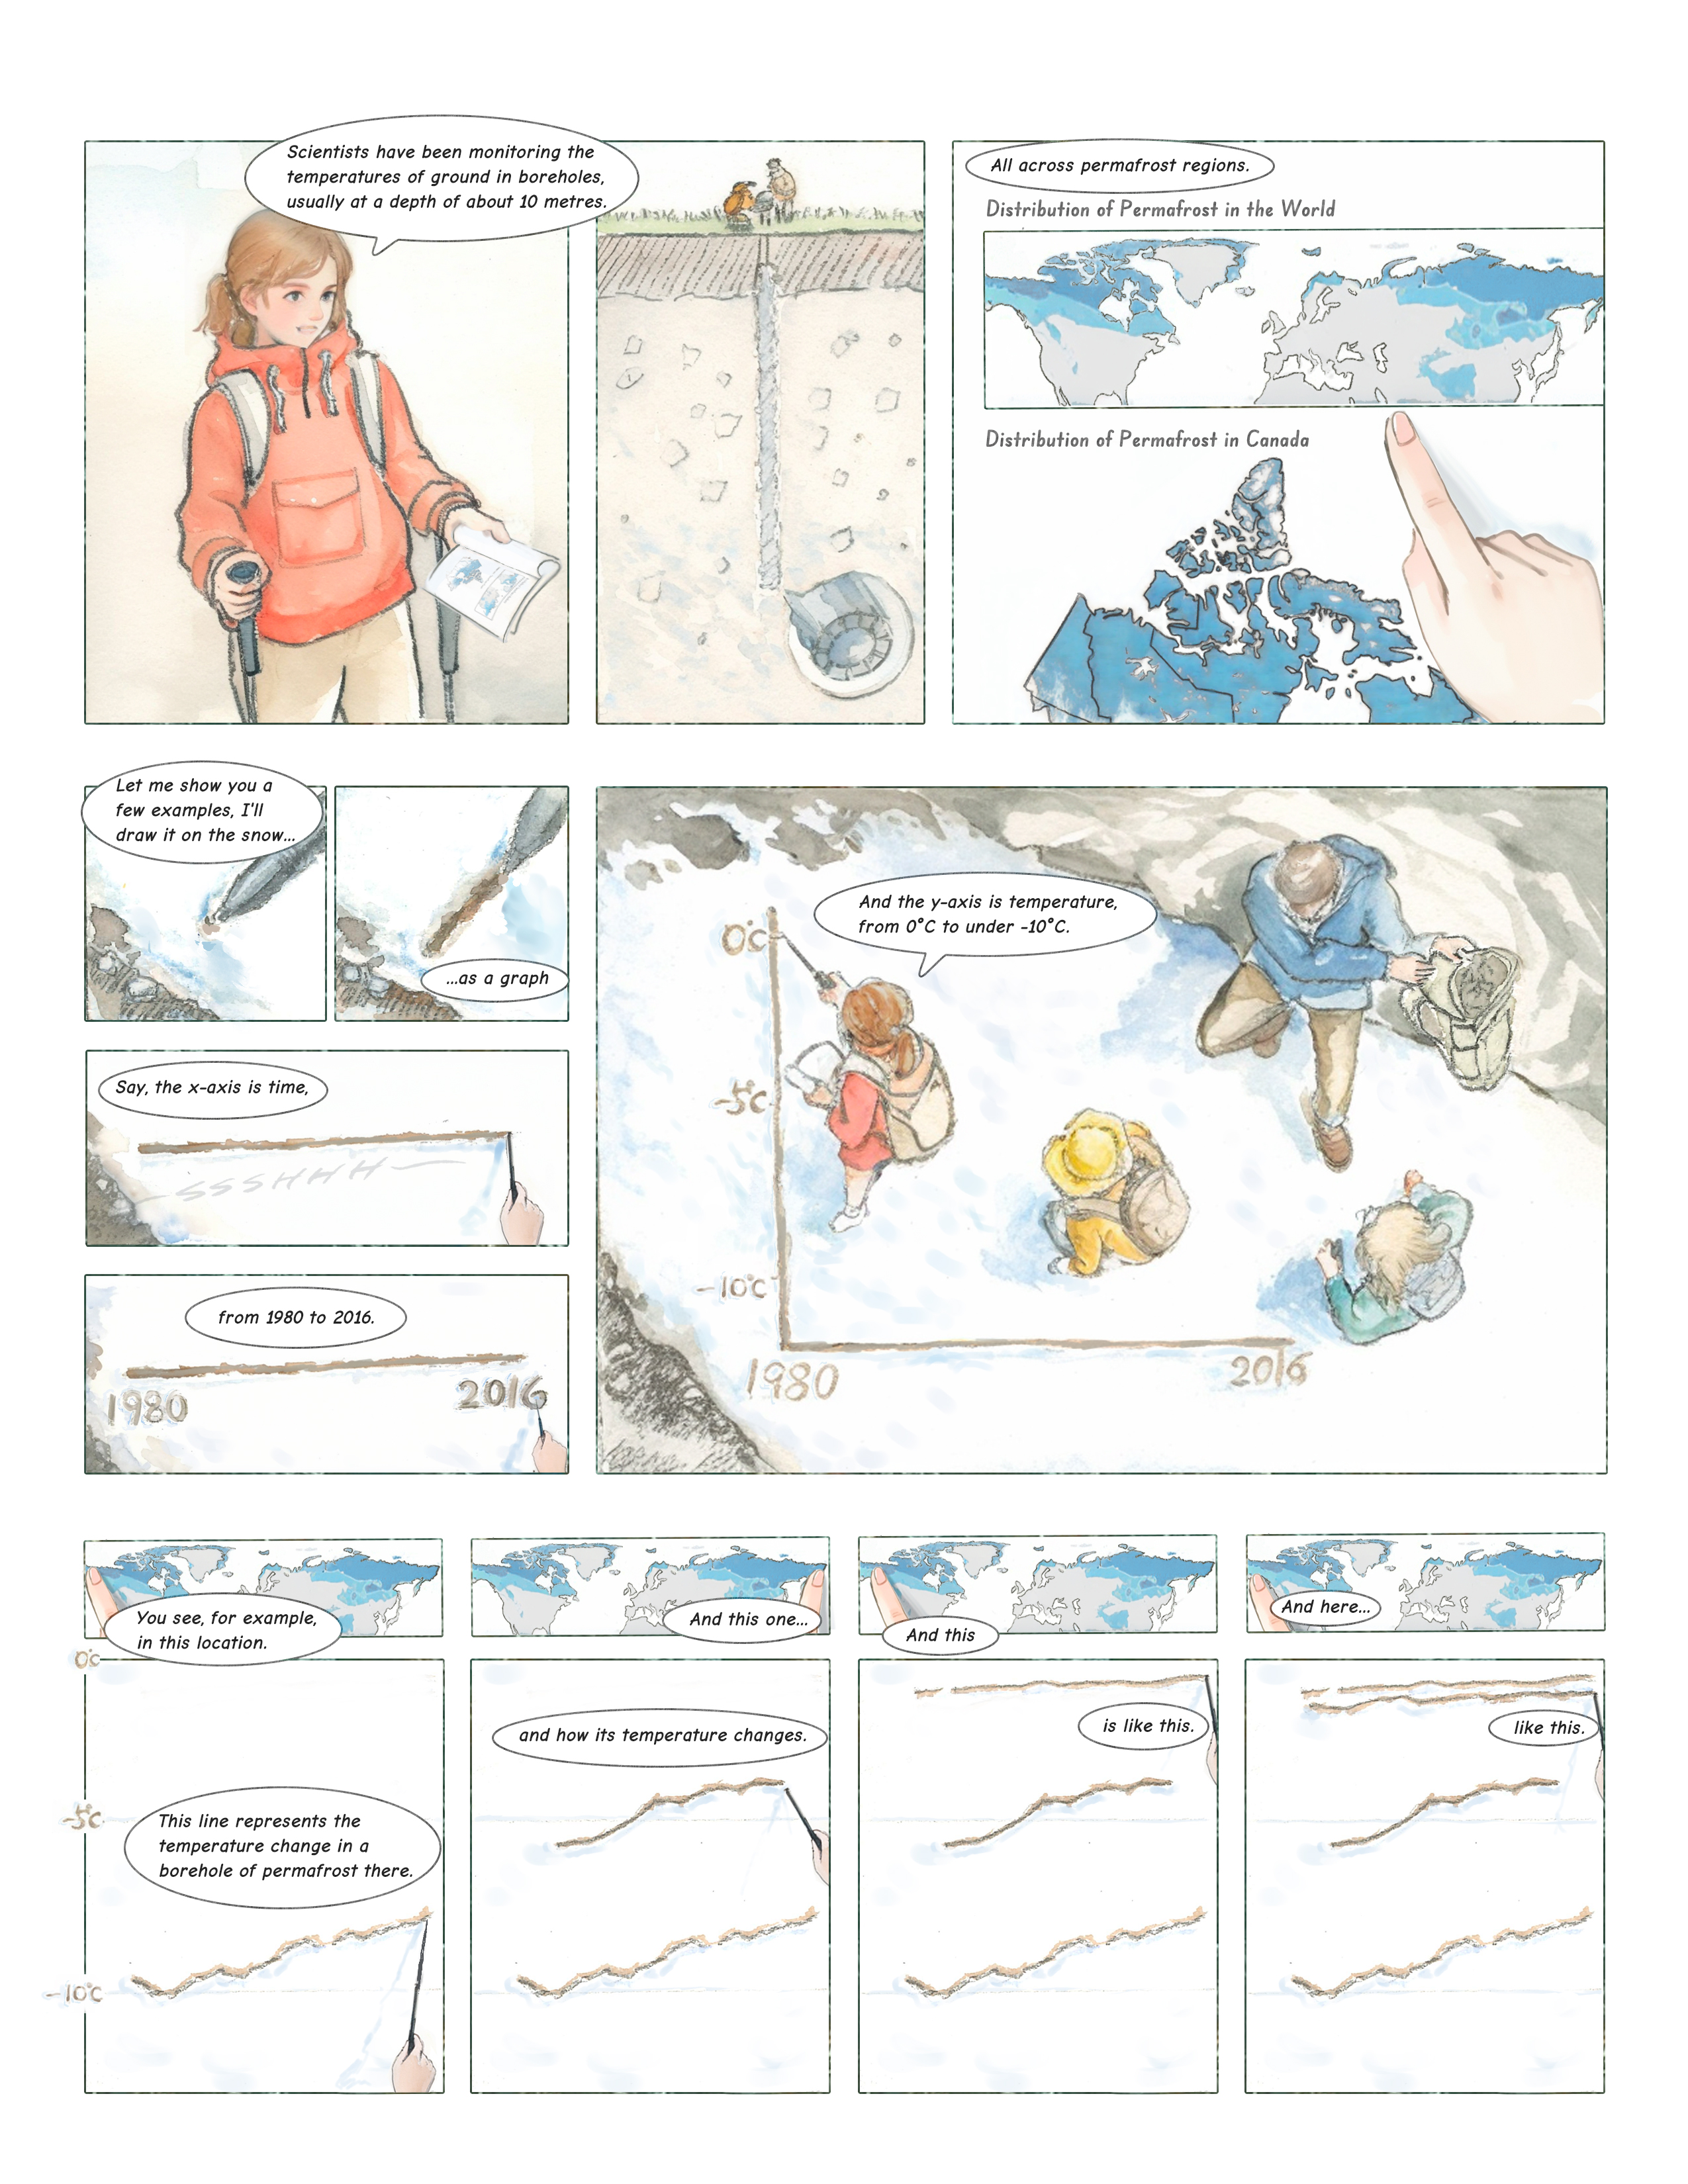 Scientists have been monitoring the
temperatures of ground in boreholes,
usually at a depth of about 10 metres.
All across permafrost regions.
Distribution of Permafrost in the World
Distribution of Permafrost in Canada
Let me show you a
few examples, I'll
draw it on the snow...
...as a graph
Say, the x-axis is time,
SSSHHH
from 1980 to 2016.
1980
2016
And the y-axis is temperature,
from 0°C to under -10°C.
0°C
-5°C
-10°C
1980
2016
You see, for example,
in this location.
And this one...
And this
And here...
0°C
-5°C
-10°C
This line represents the
temperature change in a
borehole of permafrost there.
and how its temperature changes.
is like this.
like this.